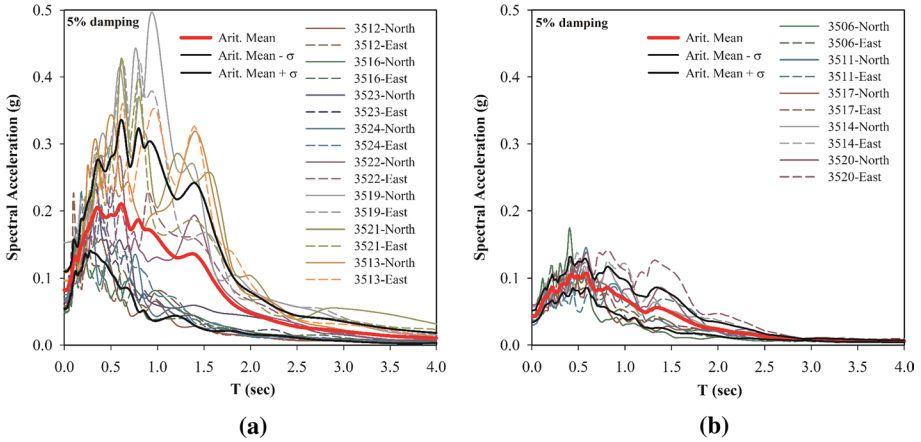 5% damping
Arit. Mean
Arit. Mean - σ
Arit. Mean + σ
3512-North
3512-East
3516-North
3516-East
3523-North
3523-East
3524-North
3524-East
3522-North
3522-East
3519-North
3519-East
3521-North
3521-East
3513-North
3513-East
Spectral Acceleration (g)
0.5
0.4
0.3
0.2
0.1
0.0
0.0 0.5 1.0 1.5 2.0 2.5 3.0 3.5 4.0
T (sec)
(a)
5% damping
Arit. Mean
Arit. Mean - σ
Arit. Mean + σ
3506-North
3506-East
3511-North
3511-East
3517-North
3517-East
3514-North
3514-East
3520-North
3520-East
Spectral Acceleration (g)
0.5
0.4
0.3
0.2
0.1
0.0
0.0 0.5 1.0 1.5 2.0 2.5 3.0 3.5 4.0
T (sec)
(b)